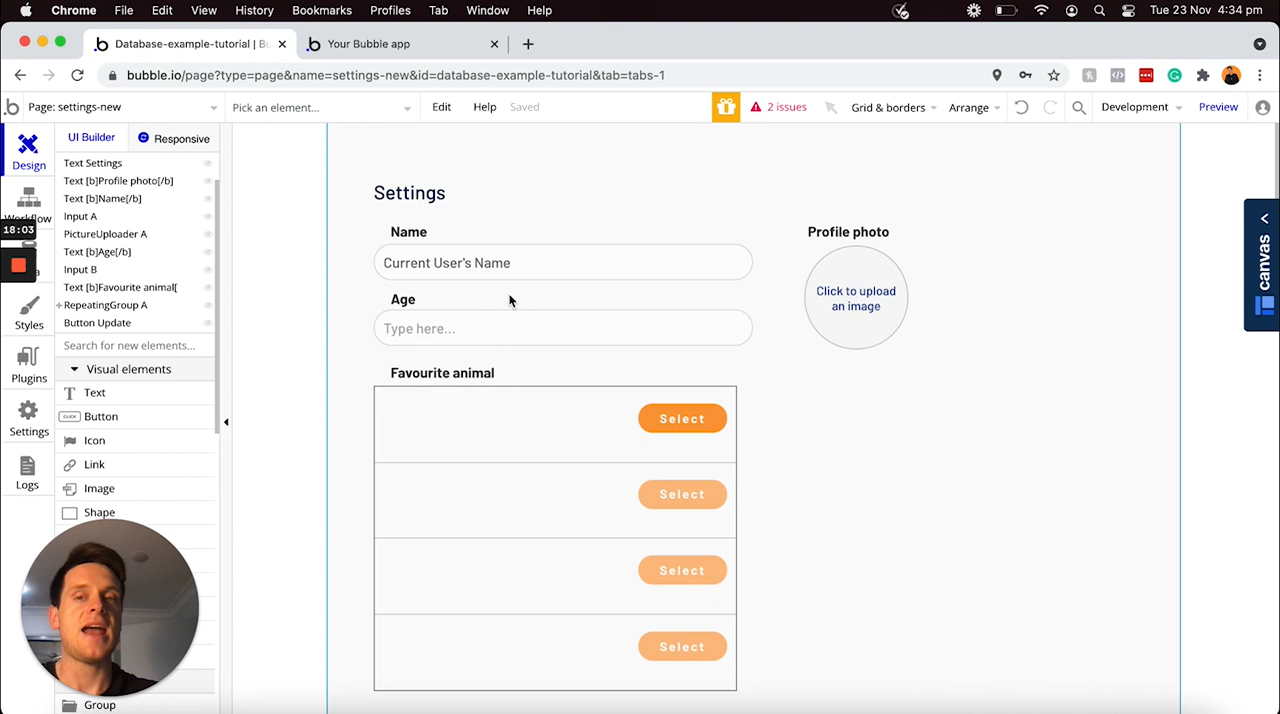 Chrome File Edit View History Bookmarks Profiles Tab Window Help Tue 23 Nov 4:34 pm
Database-example-tutorial | Bu Your Bubble app
bubble.io/page?type=page&name=settings-new&id=database-example-tutorial&tab=tabs-1
Page: settings-new Pick an element... Edit Help Saved 2 issues Grid & borders Arrange Development Preview
UI Builder Responsive
Design
Text Settings
Text [b]Profile photo[/b]
Text [b]Name[/b]
Input A
PictureUploader A
Text [b]Age[/b]
Input B
Text [b]Favourite animal[
RepeatingGroup A
Button Update
Search for new elements...
Visual elements
Text
Button
CLICK
Icon
Link
Image
Shape
Group
Workflow
18:03
Styles
Plugins
Settings
Logs
Settings
Name
Current User's Name
Age
Type here...
Favourite animal
Select
Select
Select
Select
Profile photo
Click to upload
an image
canvas